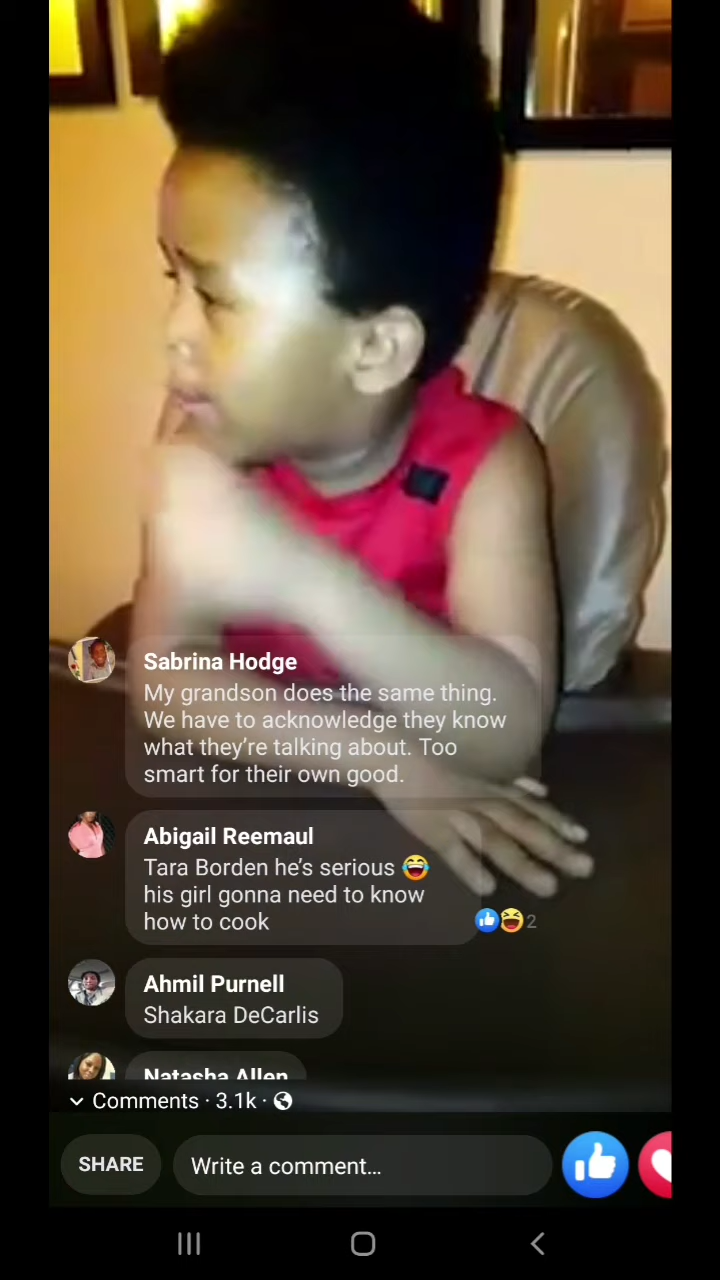 Sabrina Hodge
My grandson does the same thing.
We have to acknowledge they know
what they're talking about. Too
smart for their own good.
Abigail Reemaul
Tara Borden he's serious 😂
his girl gonna need to know
how to cook
2
Ahmil Purnell
Shakara DeCarlis
Natasha Allen
Comments · 3.1k ·
SHARE
Write a comment...